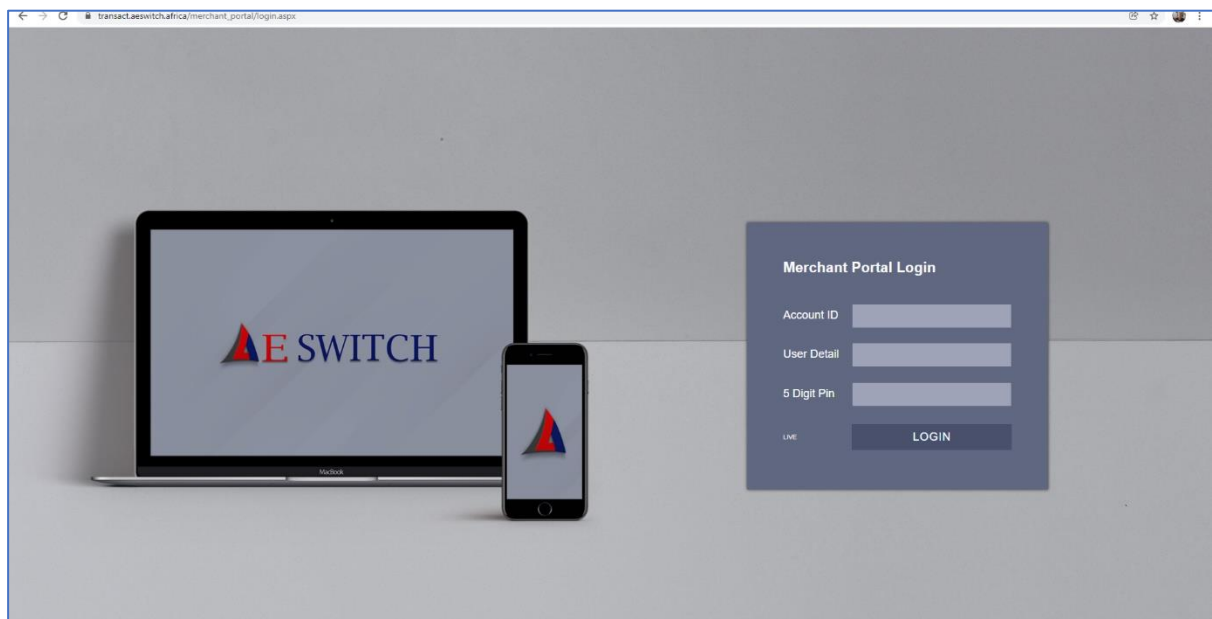 transact.aeswitch.africa/merchant_portal/login.aspx
AE SWITCH
MacBook
Merchant Portal Login
Account ID
User Detail
5 Digit Pin
LIVE
LOGIN